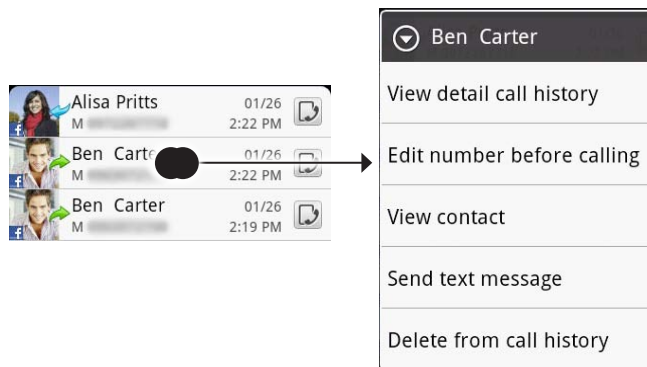 Alisa Pritts
01/26
M
2:22 PM
Ben Carte
01/26
M
2:22 PM
Ben Carter
01/26
M
2:19 PM
Ben Carter
View detail call history
Edit number before calling
View contact
Send text message
Delete from call history